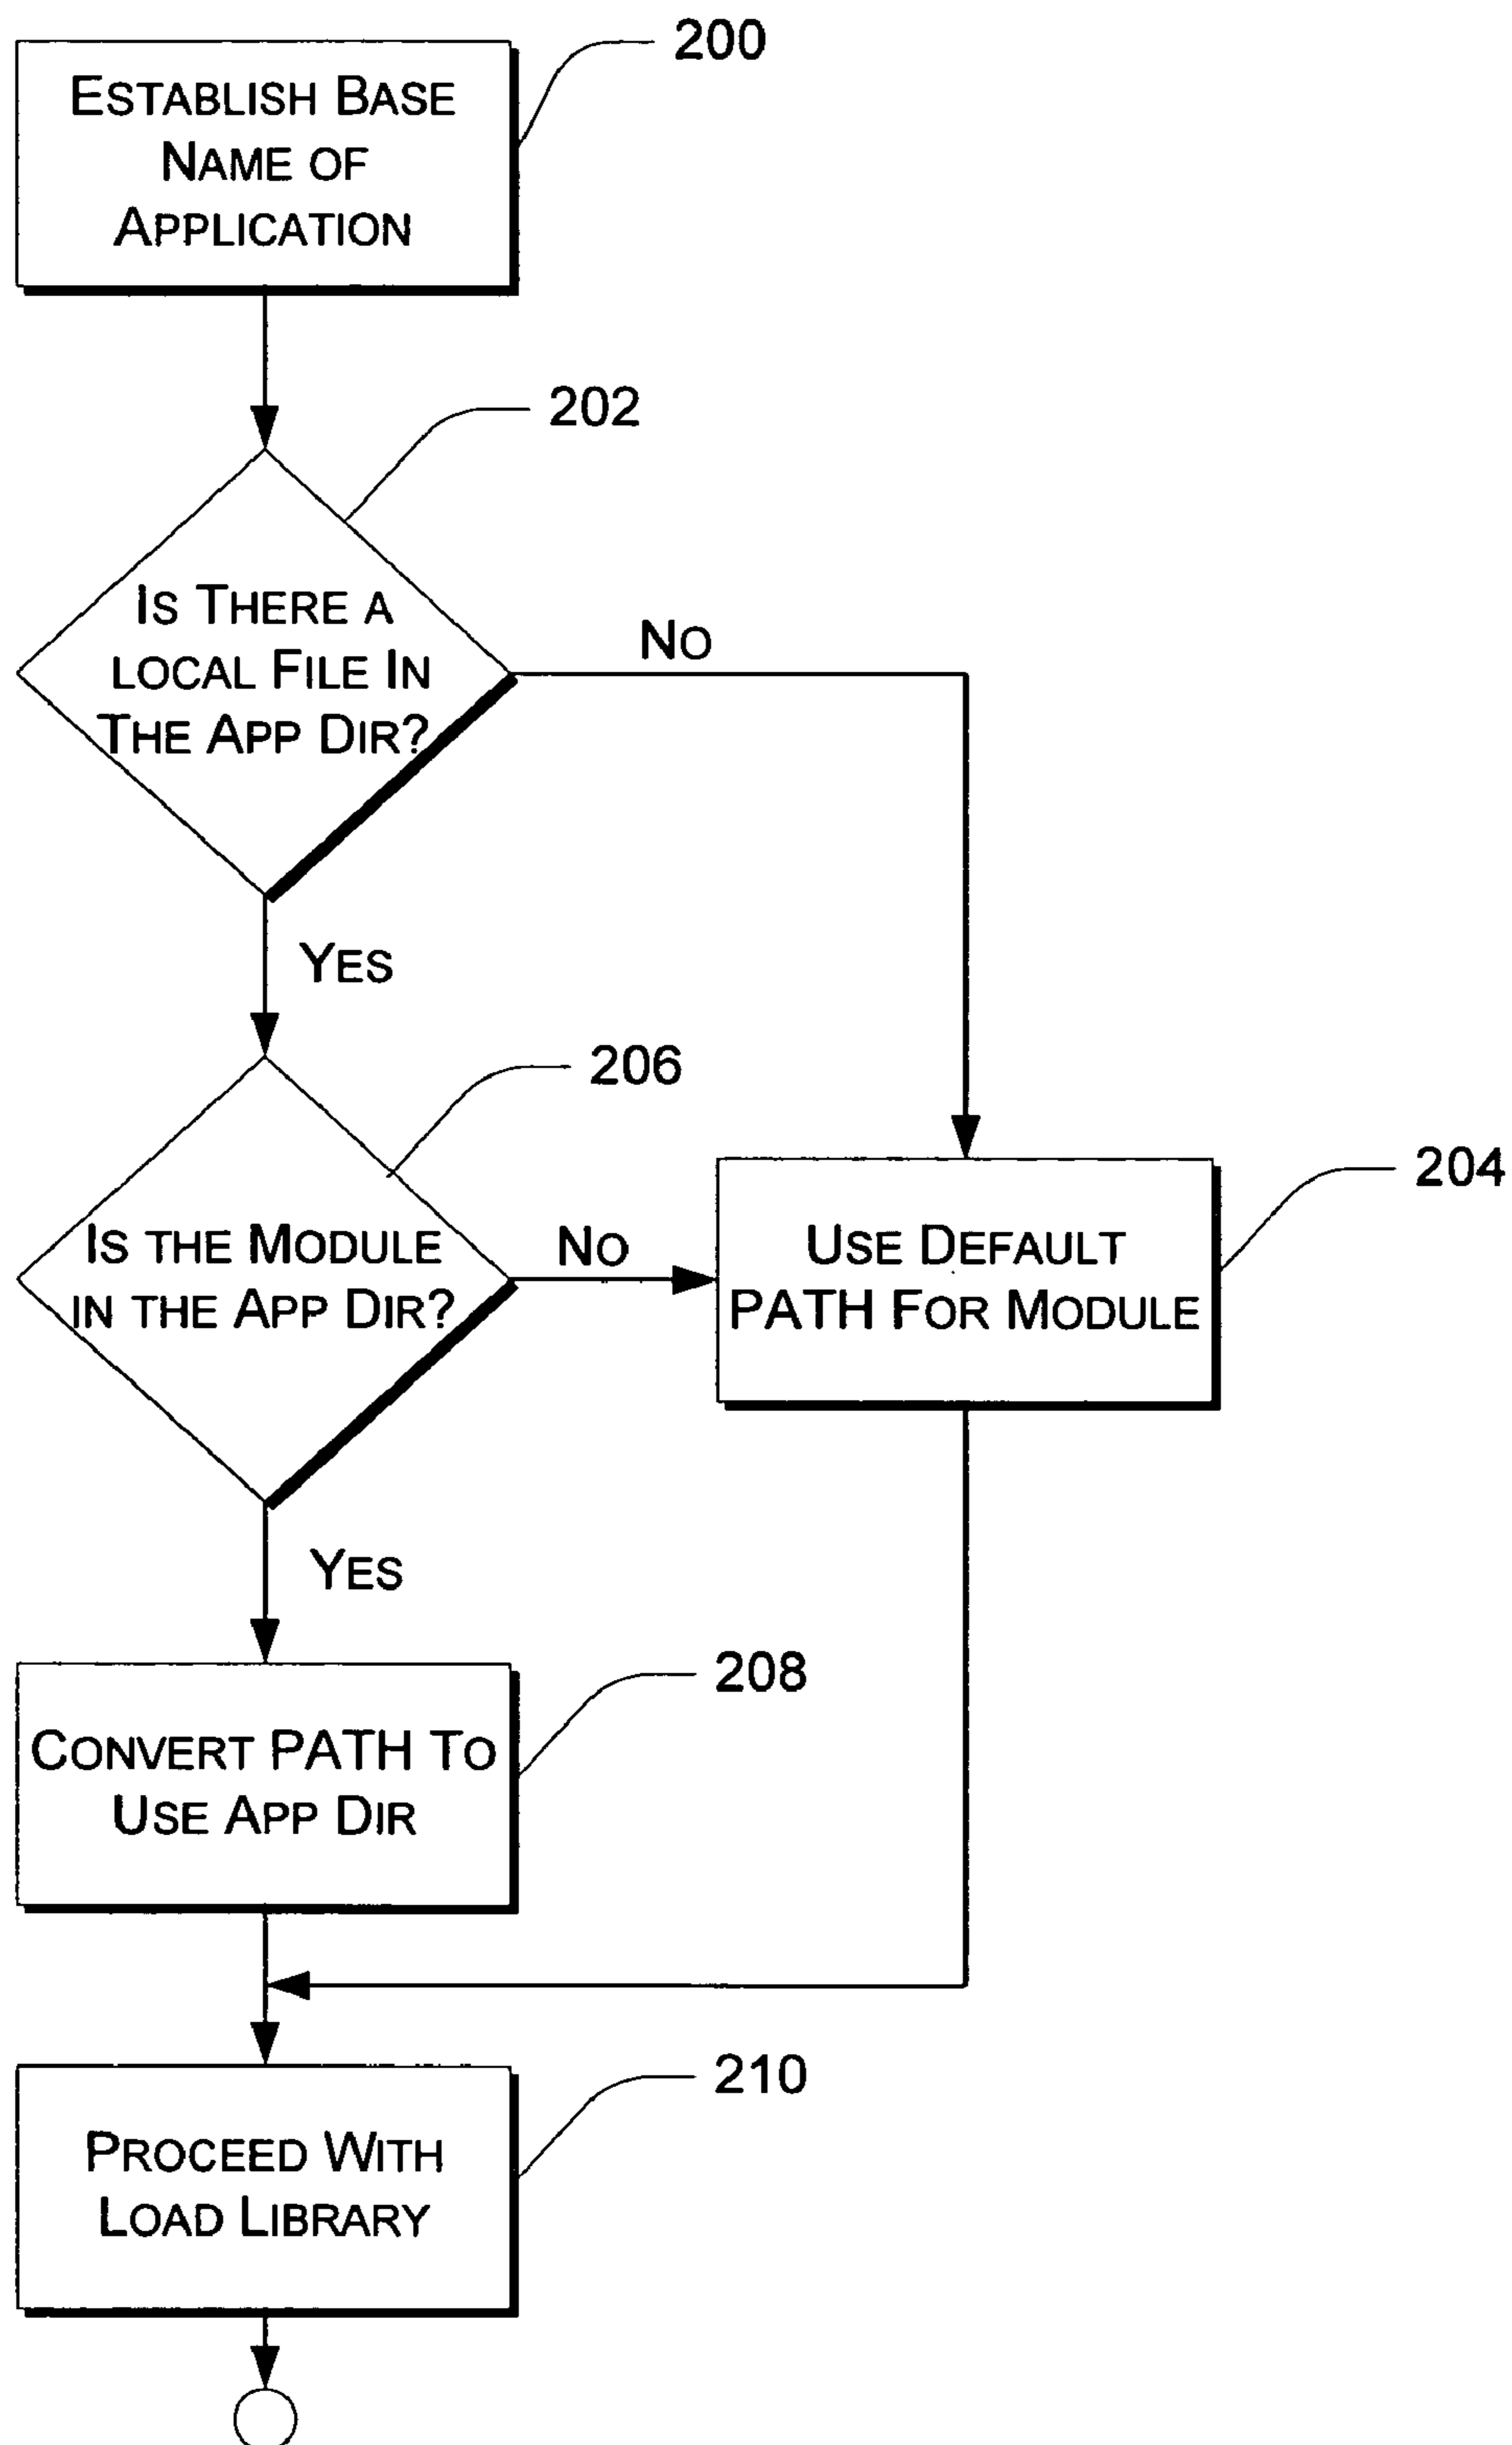 200
ESTABLISH BASE
NAME OF
APPLICATION
202
IS THERE A
LOCAL FILE IN
THE APP DIR?
NO
YES
206
IS THE MODULE
IN THE APP DIR?
NO
204
USE DEFAULT
PATH FOR MODULE
YES
208
CONVERT PATH TO
USE APP DIR
210
PROCEED WITH
LOAD LIBRARY